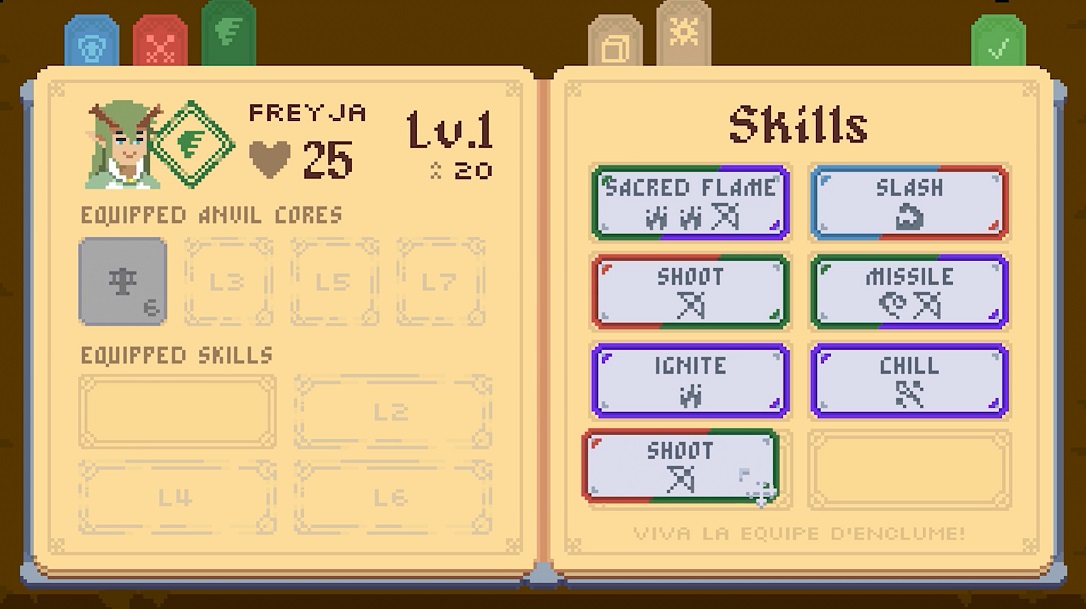 FREYJA
Lv.1
25
20
EQUIPPED ANVIL CORES
6
L3
L5
L7
EQUIPPED SKILLS
L2
L4
L6
Skills
SACRED FLAME
SLASH
SHOOT
MISSILE
IGNITE
CHILL
SHOOT
VIVA LA EQUIPE D'ENCLUME!